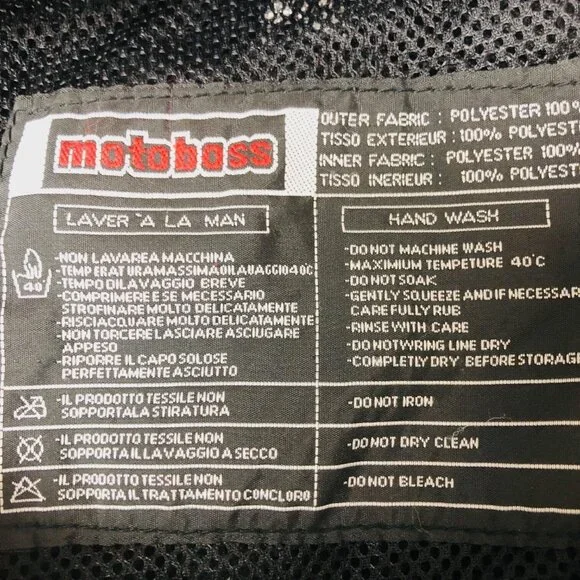 motoboss
OUTER FABRIC : POLYESTER 100%
TISSO EXTERIEUR : 100% POLYEST
INNER FABRIC : POLYESTER 100
TISSO INERIEUR : 100% POLYEST
LAVER `A LA MAN
-NON LAVAREA MACCHINA
-TEMPERATURAMASSIMADILAVAGGIO40°C
-TEMPO DILAVAGGIO BREVE
-COMPRIMERE SE NECESSARIO
STROFINARE MOLTO DELICATAMENTE
-RISCIACQUARE MOLTO DELICATAMENTE
-NON TORCERE LASCIARE ASCIUGARE
APPESO
-RIPORRE IL CAPO SOLOSE
PERFETTAMENTE ASCIUTTO
40
HAND WASH
-DO NOT MACHINE WASH
-MAXIMUM TEMPETURE 40°C
-DO NOT SOAK
-GENTLY SQUEEZE AND IF NECESSAR
CARE FULLY RUB
-RINSE WITH CARE
-DO NOTWRING LINE DRY
-COMPLETLY DRY BEFORE STORAG
-IL PRODOTTO TESSILE NON
SOPPORTALA STIRATURA
-DO NOT IRON
-IL PRODOTTO TESSILE NON
SOPPORTA ILLAVAGGIO A SECCO
-DO NOT DRY CLEAN
-IL PRODOTTO TESSILE NON
SUPPORTA IL TRATTAMENTO CONCLORO
-DO NOT BLEACH